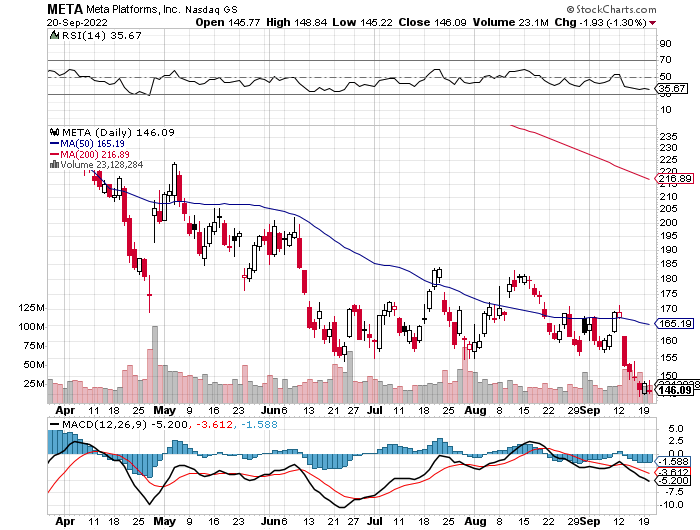 META Meta Platforms, Inc. Nasdaq GS © StockCharts.com
20-Sep-2022 Open 145.77 High 148.84 Low 145.22 Close 146.09 Volume 23.1M Chg -1.93 (-1.30%)
RSI(14) 35.67
90
70
50
30
10
35.67
META (Daily) 146.09
MA(50) 165.19
MA(200) 216.89
Volume 23,128,284
235
230
225
220
216.89
215
210
205
200
195
190
185
180
175
170
165.19
160
155
150
146.09
125M
100M
75M
50M
25M
Apr 11 18 25 May 9 16 23 Jun 6 13 21 27 Jul 11 18 25 Aug 8 15 22 29 Sep 12 19
MACD(12,26,9) -5.200, -3.612, -1.588
5.0
2.5
0.0
-1.588
-3.612
-5.200
-7.5
-10.0
Apr 11 18 25 May 9 16 23 Jun 6 13 21 27 Jul 11 18 25 Aug 8 15 22 29 Sep 12 19